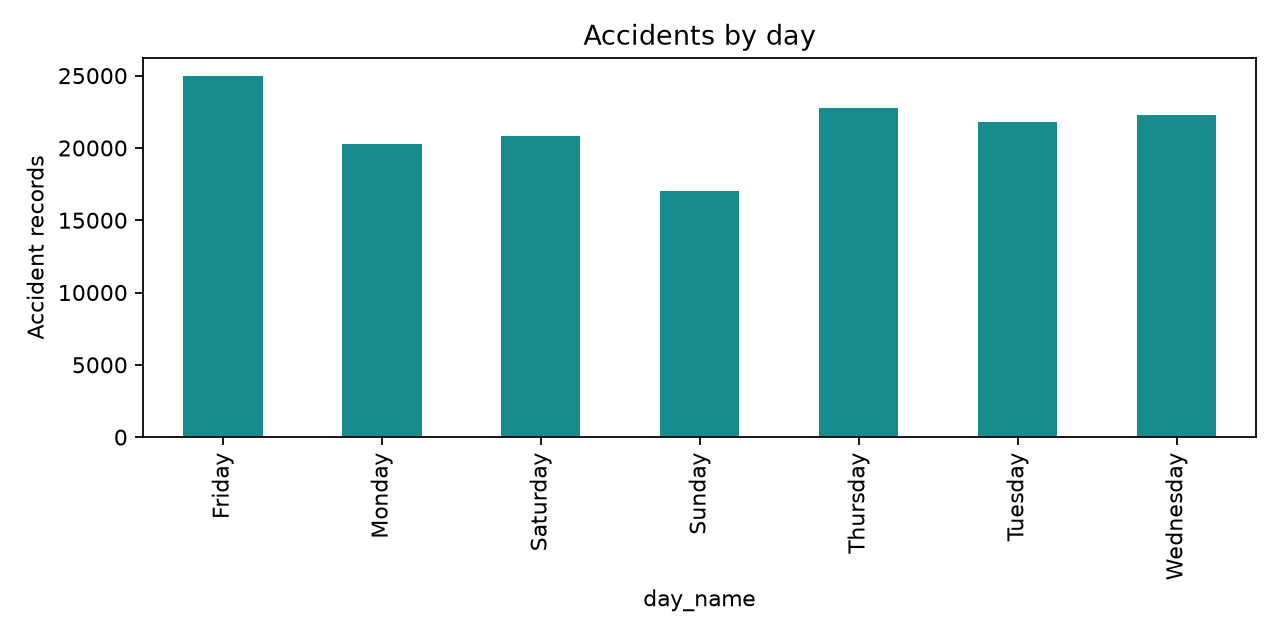 Accidents by day
Accident records
25000
20000
15000
10000
5000
0
Friday
Monday
Saturday
Sunday
Thursday
Tuesday
Wednesday
day_name